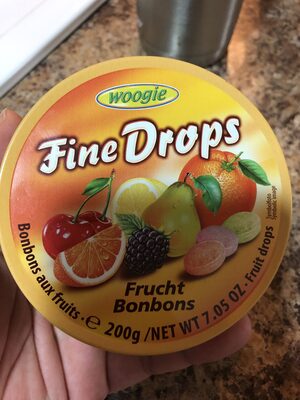 woogie
Fine Drops
Frucht
Bonbons
Bonbons aux fruits · ℮ 200g / NET WT 7.05 OZ · Fruit drops